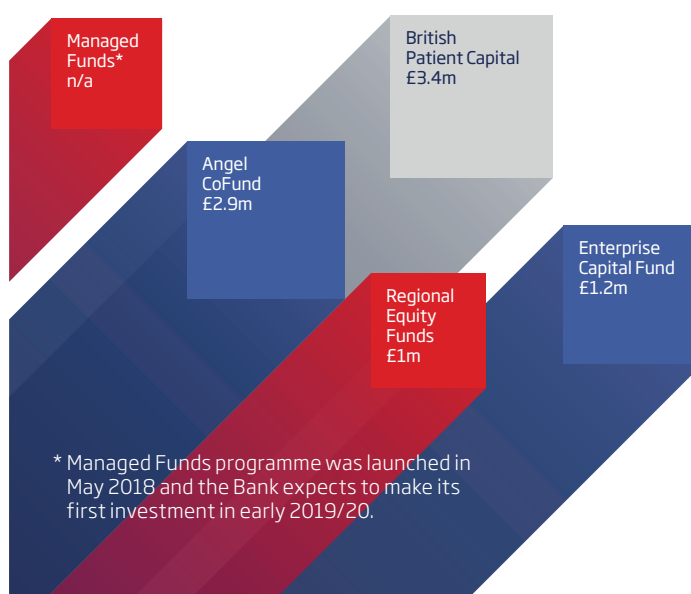 Managed
Funds*
n/a
British
Patient Capital
£3.4m
Angel
CoFund
£2.9m
Enterprise
Capital Fund
£1.2m
Regional
Equity
Funds
£1m
* Managed Funds programme was launched in
May 2018 and the Bank expects to make its
first investment in early 2019/20.